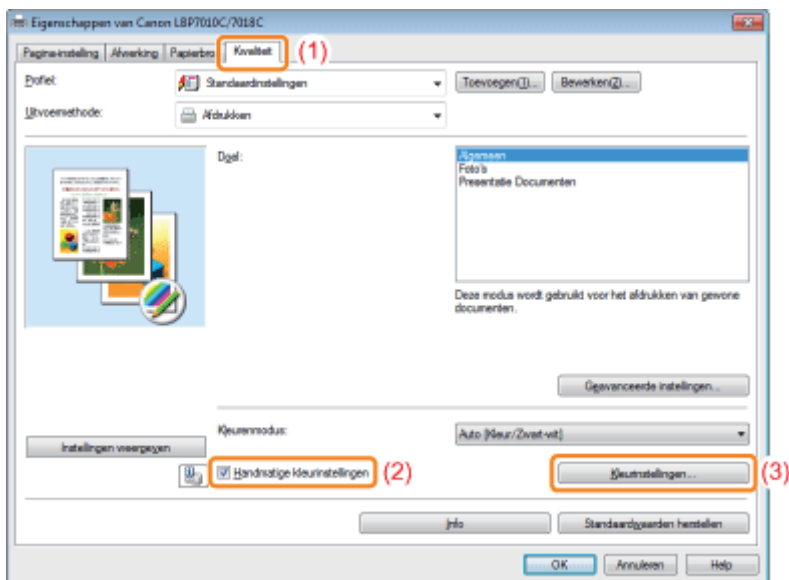 Eigenschappen van Canon LBP7010C/7018C
Pagina-instelling Afwerking Papierbro Kwaliteit (1)
Profiel: Standaardinstellingen Toevoegen(1)... Bewerken(2)...
Uitvoermethode: Afdrukken
Doel: Algemeen
Foto's
Presentatie Documenten
Deze modus wordt gebruikt voor het afdrukken van gewone
documenten.
Geavanceerde instellingen...
Kleurenmodus: Auto [Kleur/Zwart-wit]
Instellingen weergeven
Handmatige kleurinstellingen (2) Kleurinstellingen... (3)
Info Standaardwaarden herstellen
OK Annuleren Help